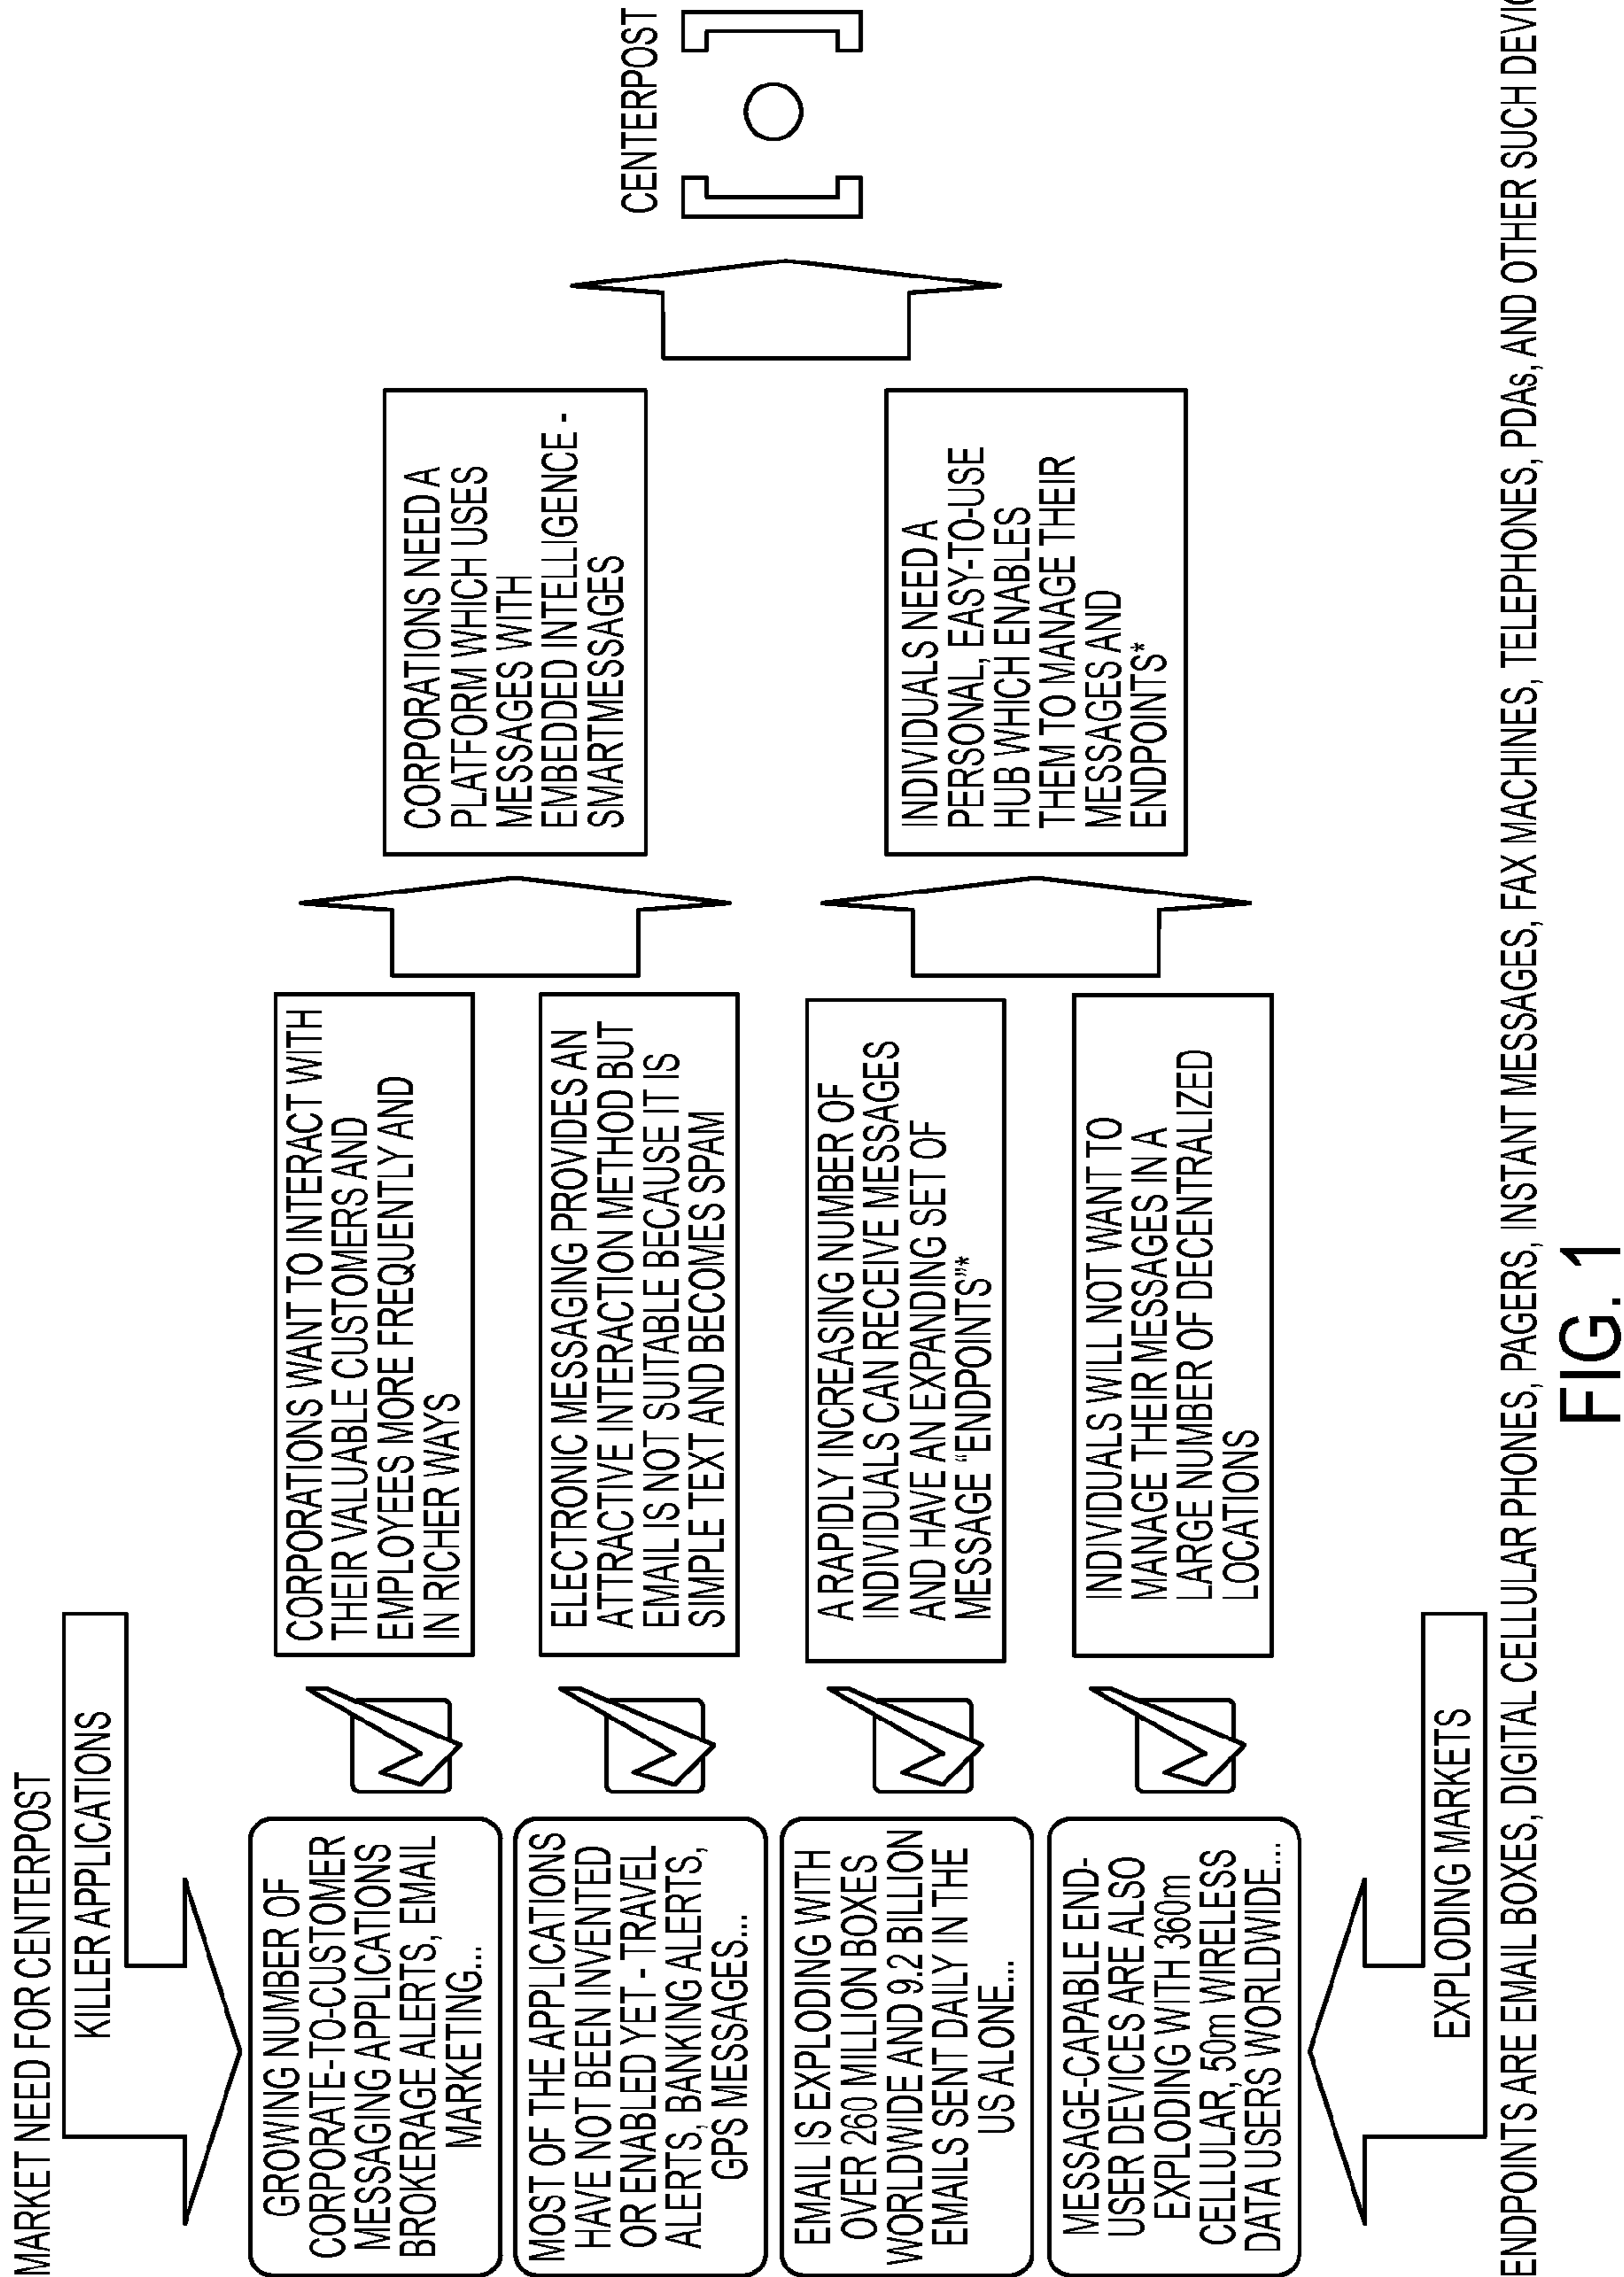 MARKET NEED FOR CENTERPOST
KILLER APPLICATIONS
GROWING NUMBER OF
CORPORATE-TO-CUSTOMER
MESSAGING APPLICATIONS
BROKERAGE ALERTS, EMAIL
MARKETING...
MOST OF THE APPLICATIONS
HAVE NOT BEEN INVENTED
OR ENABLED YET - TRAVEL
ALERTS, BANKING ALERTS,
GPS MESSAGES...
EMAIL IS EXPLODING WITH
OVER 260 MILLION BOXES
WORLDWIDE AND 9.2 BILLION
EMAILS SENT DAILY IN THE
US ALONE...
MESSAGE-CAPABLE END-
USER DEVICES ARE ALSO
EXPLODING WITH 360m
CELLULAR, 50m WIRELESS
DATA USERS WORLDWIDE...
EXPLODING MARKETS
CORPORATIONS WANT TO INTERACT WITH
THEIR VALUABLE CUSTOMERS AND
EMPLOYEES MORE FREQUENTLY AND
IN RICHER WAYS
ELECTRONIC MESSAGING PROVIDES AN
ATTRACTIVE INTERACTION METHOD BUT
EMAIL IS NOT SUITABLE BECAUSE IT IS
SIMPLE TEXT AND BECOMES SPAM
A RAPIDLY INCREASING NUMBER OF
INDIVIDUALS CAN RECEIVE MESSAGES
AND HAVE AN EXPANDING SET OF
MESSAGE "ENDPOINTS"*
INDIVIDUALS WILL NOT WANT TO
MANAGE THEIR MESSAGES IN A
LARGE NUMBER OF DECENTRALIZED
LOCATIONS
CORPORATIONS NEED A
PLATFORM WHICH USES
MESSAGES WITH
EMBEDDED INTELLIGENCE -
SMARTMESSAGES
INDIVIDUALS NEED A
PERSONAL, EASY-TO-USE
HUB WHICH ENABLES
THEM TO MANAGE THEIR
MESSAGES AND
ENDPOINTS*
CENTERPOST
ENDPOINTS ARE EMAIL BOXES, DIGITAL CELLULAR PHONES, PAGERS, INSTANT MESSAGES, FAX MACHINES, TELEPHONES, PDAs, AND OTHER SUCH
FIG. 1